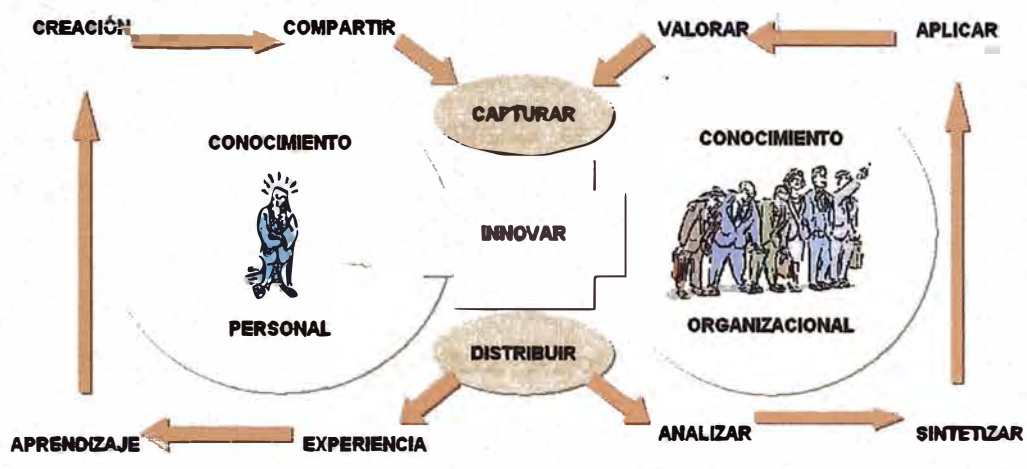 CREACIÓN
COMPARTIR
VALORAR
APLICAR
CAPTURAR
CONOCIMIENTO
CONOCIMIENTO
INNOVAR
PERSONAL
ORGANIZACIONAL
DISTRIBUIR
APRENDIZAJE
EXPERIENCIA
ANALIZAR
SINTETIZAR